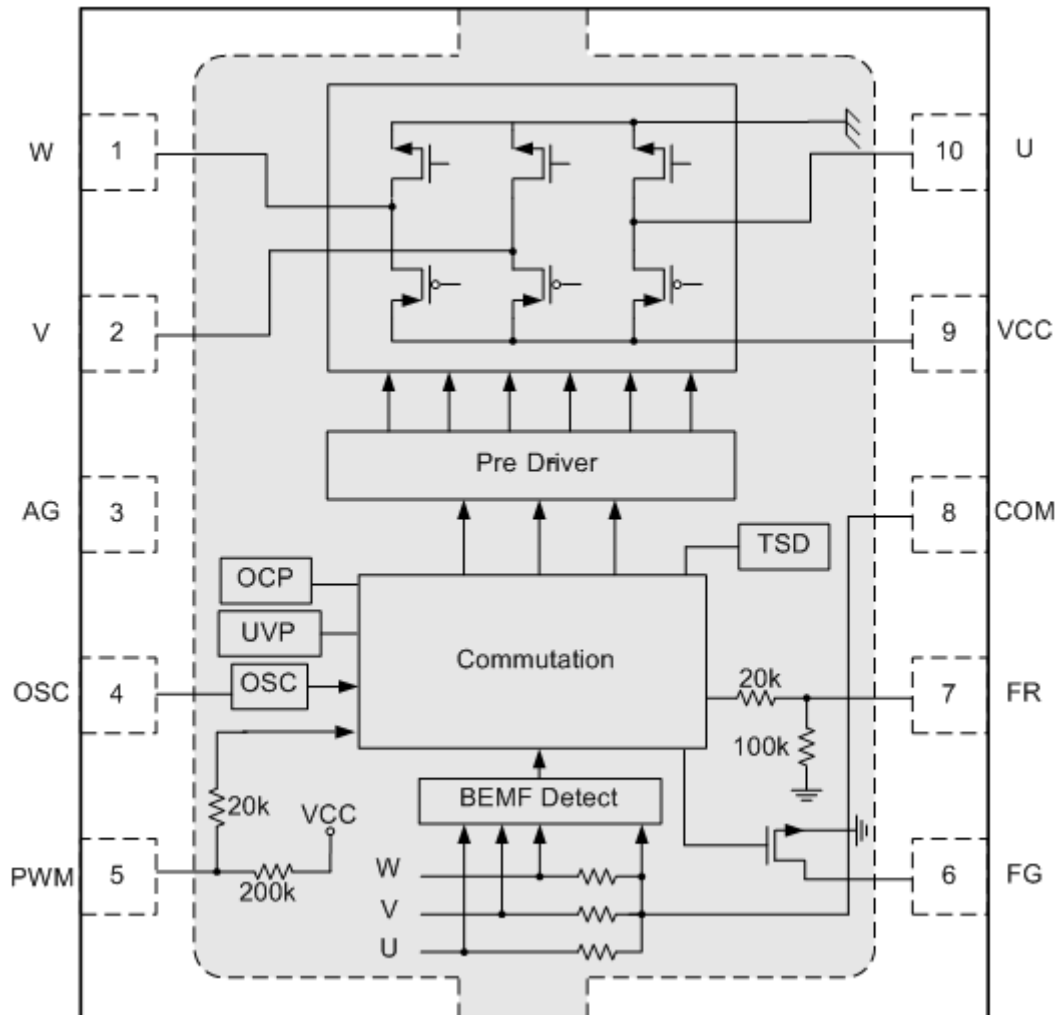 W 1 10 U
V 2 9 VCC
Pre Driver
AG 3 8 COM
TSD
OCP
UVP
Commutation
OSC 4 OSC 20k 7 FR
100k
BEMF Detect
20k VCC
PWM 5 200k W 6 FG
V
U